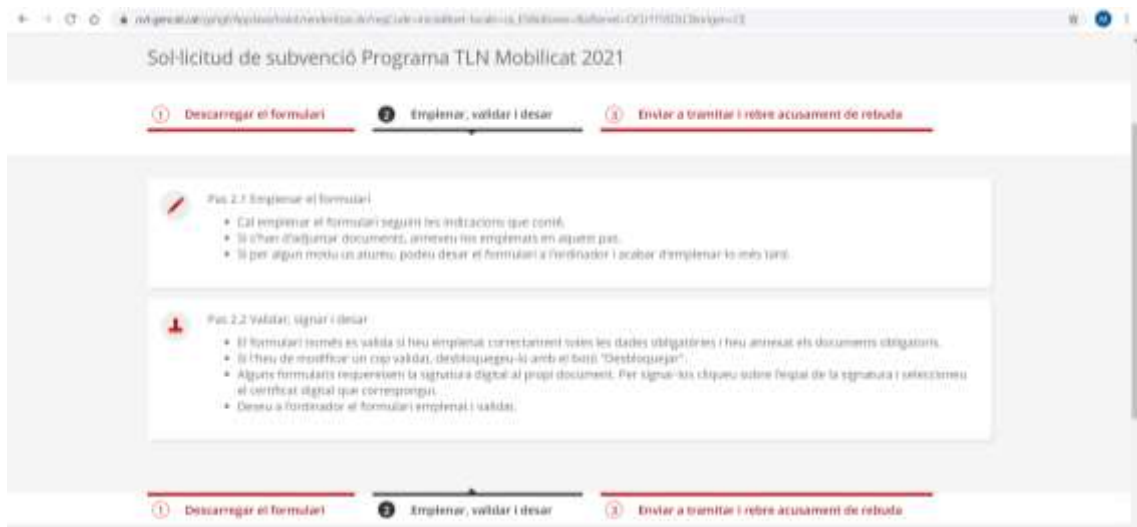 Sol·licitud de subvenció Programa TLN Mobilicat 2021
1 Descarregar el formulari 2 Emplenar, validar i desar 3 Enviar a tramitar i rebre acusament de rebuda
Pas 2.1 Emplenar el formulari
Cal emplenar el formulari seguint les indicacions que conté.
Si s'han d'adjuntar documents, annexeu-los emplenats en aquest pas.
Si per algun motiu us atureu, podeu desar el formulari a l'ordinador i acabar d'emplenar-lo més tard.
Pas 2.2 Validar, signar i desar
El formulari només es valida si heu emplenat correctament totes les dades obligatòries i heu annexat els documents obligatoris.
Si l'heu de modificar un cop validat, desbloquegeu-lo amb el botó "Desbloquejar".
Alguns formularis requereixen la signatura digital al propi document. Per signar-los cliqueu sobre l'espai de la signatura i seleccioneu
el certificat digital que correspongui.
Deseu a l'ordinador el formulari emplenat i validat.
1 Descarregar el formulari 2 Emplenar, validar i desar 3 Enviar a tramitar i rebre acusament de rebuda